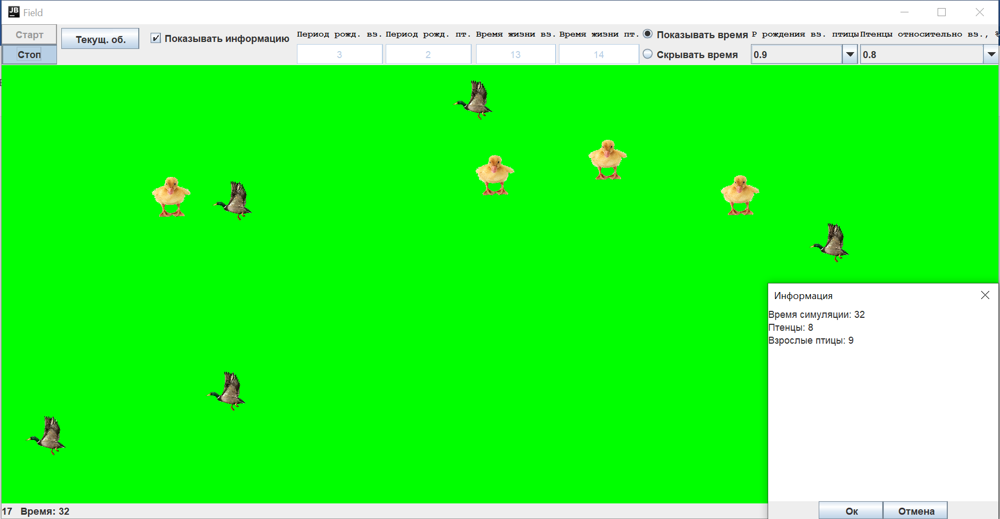 JB Field
Старт
Стоп
Текущ. об.
Показывать информацию
Период рожд. вз. Период рожд. пт. Время жизни вз. Время жизни пт.
3 2 13 14
Показывать время
Скрывать время
Р рождения вз. птицы Птенцы относительно вз., %
0.9 0.8
Информация
Время симуляции: 32
Птенцы: 8
Взрослые птицы: 9
Ок Отмена
17 Время: 32